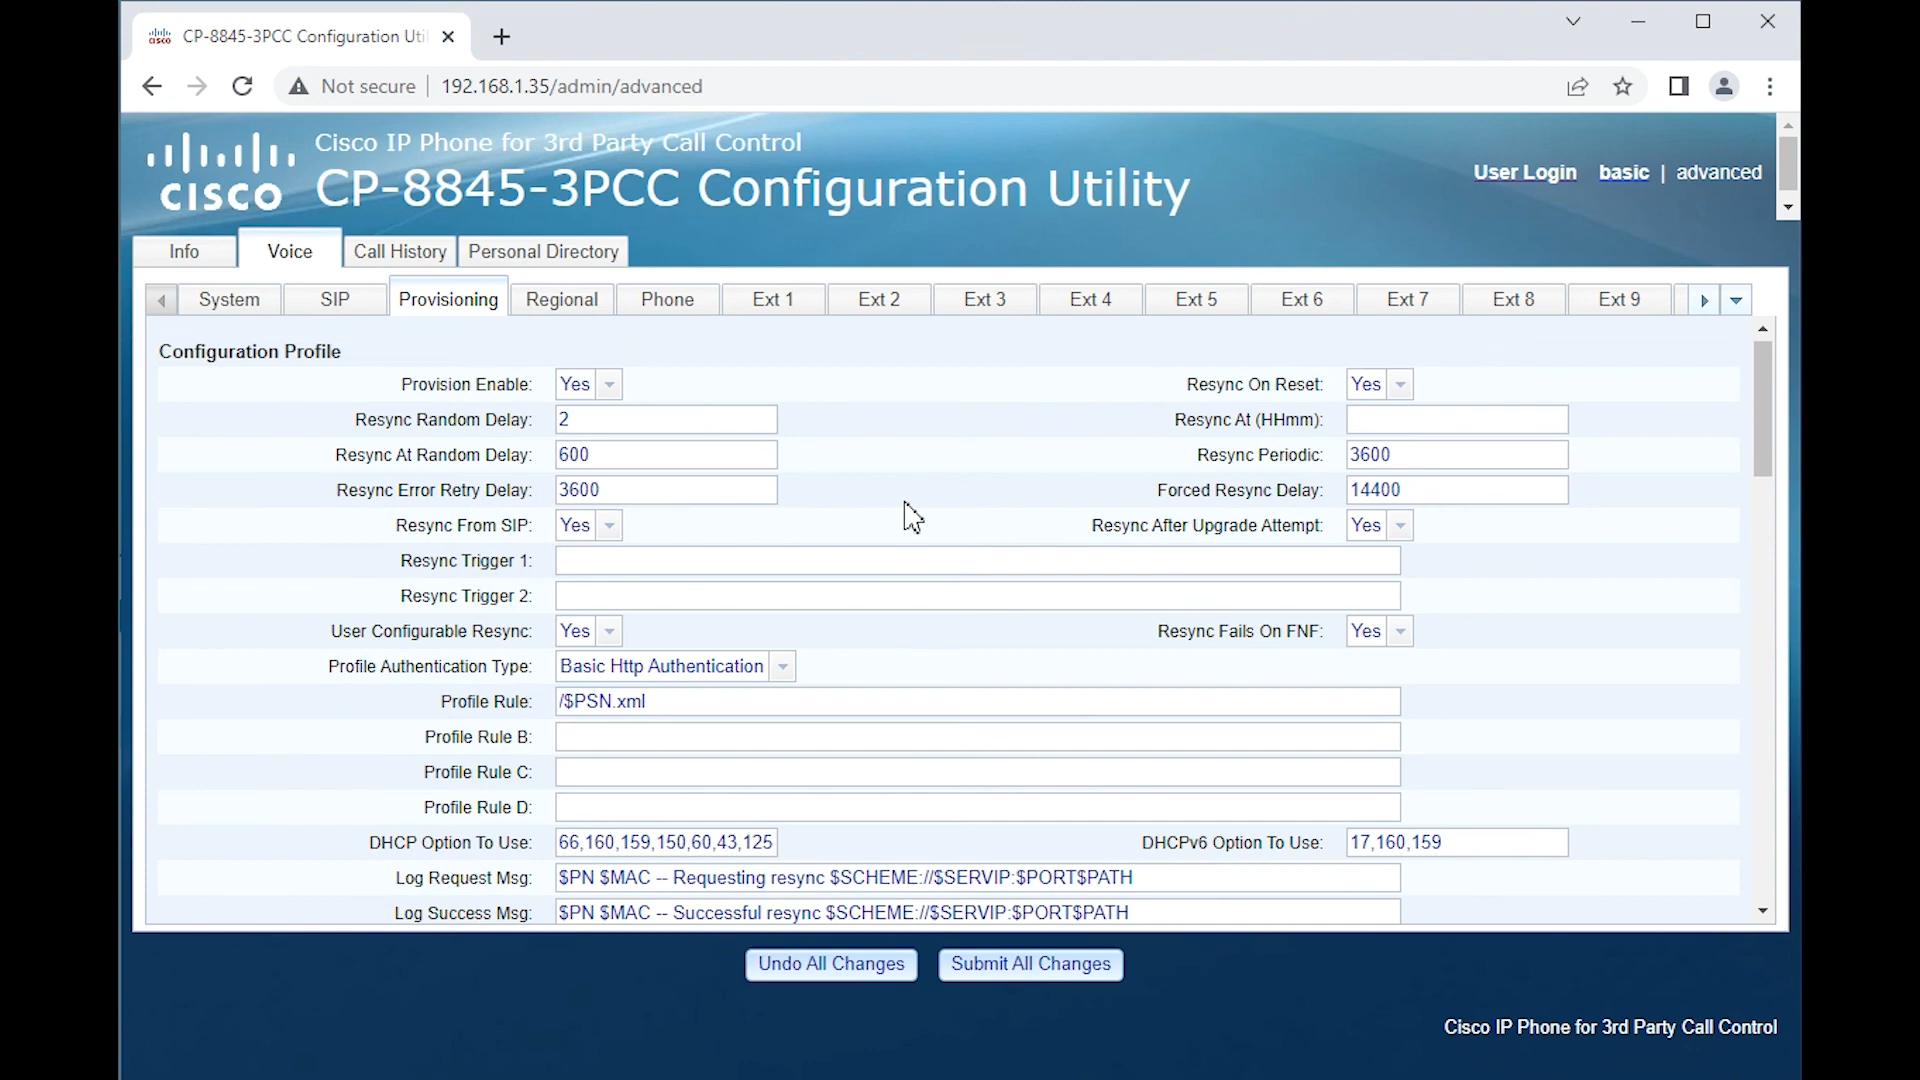 CP-8845-3PCC Configuration Uti
Not secure 192.168.1.35/admin/advanced
CISCO
Cisco IP Phone for 3rd Party Call Control
CP-8845-3PCC Configuration Utility
User Login basic | advanced
Info Voice Call History Personal Directory
System SIP Provisioning Regional Phone Ext 1 Ext 2 Ext 3 Ext 4 Ext 5 Ext 6 Ext 7 Ext 8 Ext 9
Configuration Profile
Provision Enable: Yes Resync On Reset: Yes
Resync Random Delay: 2 Resync At (HHmm):
Resync At Random Delay: 600 Resync Periodic: 3600
Resync Error Retry Delay: 3600 Forced Resync Delay: 14400
Resync From SIP: Yes Resync After Upgrade Attempt: Yes
Resync Trigger 1:
Resync Trigger 2:
User Configurable Resync: Yes Resync Fails On FNF: Yes
Profile Authentication Type: Basic Http Authentication
Profile Rule: /$PSN.xml
Profile Rule B:
Profile Rule C:
Profile Rule D:
DHCP Option To Use: 66,160,159,150,60,43,125 DHCPv6 Option To Use: 17,160,159
Log Request Msg: $PN $MAC -- Requesting resync $SCHEME://$SERVIP:$PORT$PATH
Log Success Msg: $PN $MAC -- Successful resync $SCHEME://$SERVIP:$PORT$PATH
Undo All Changes Submit All Changes
Cisco IP Phone for 3rd Party Call Control